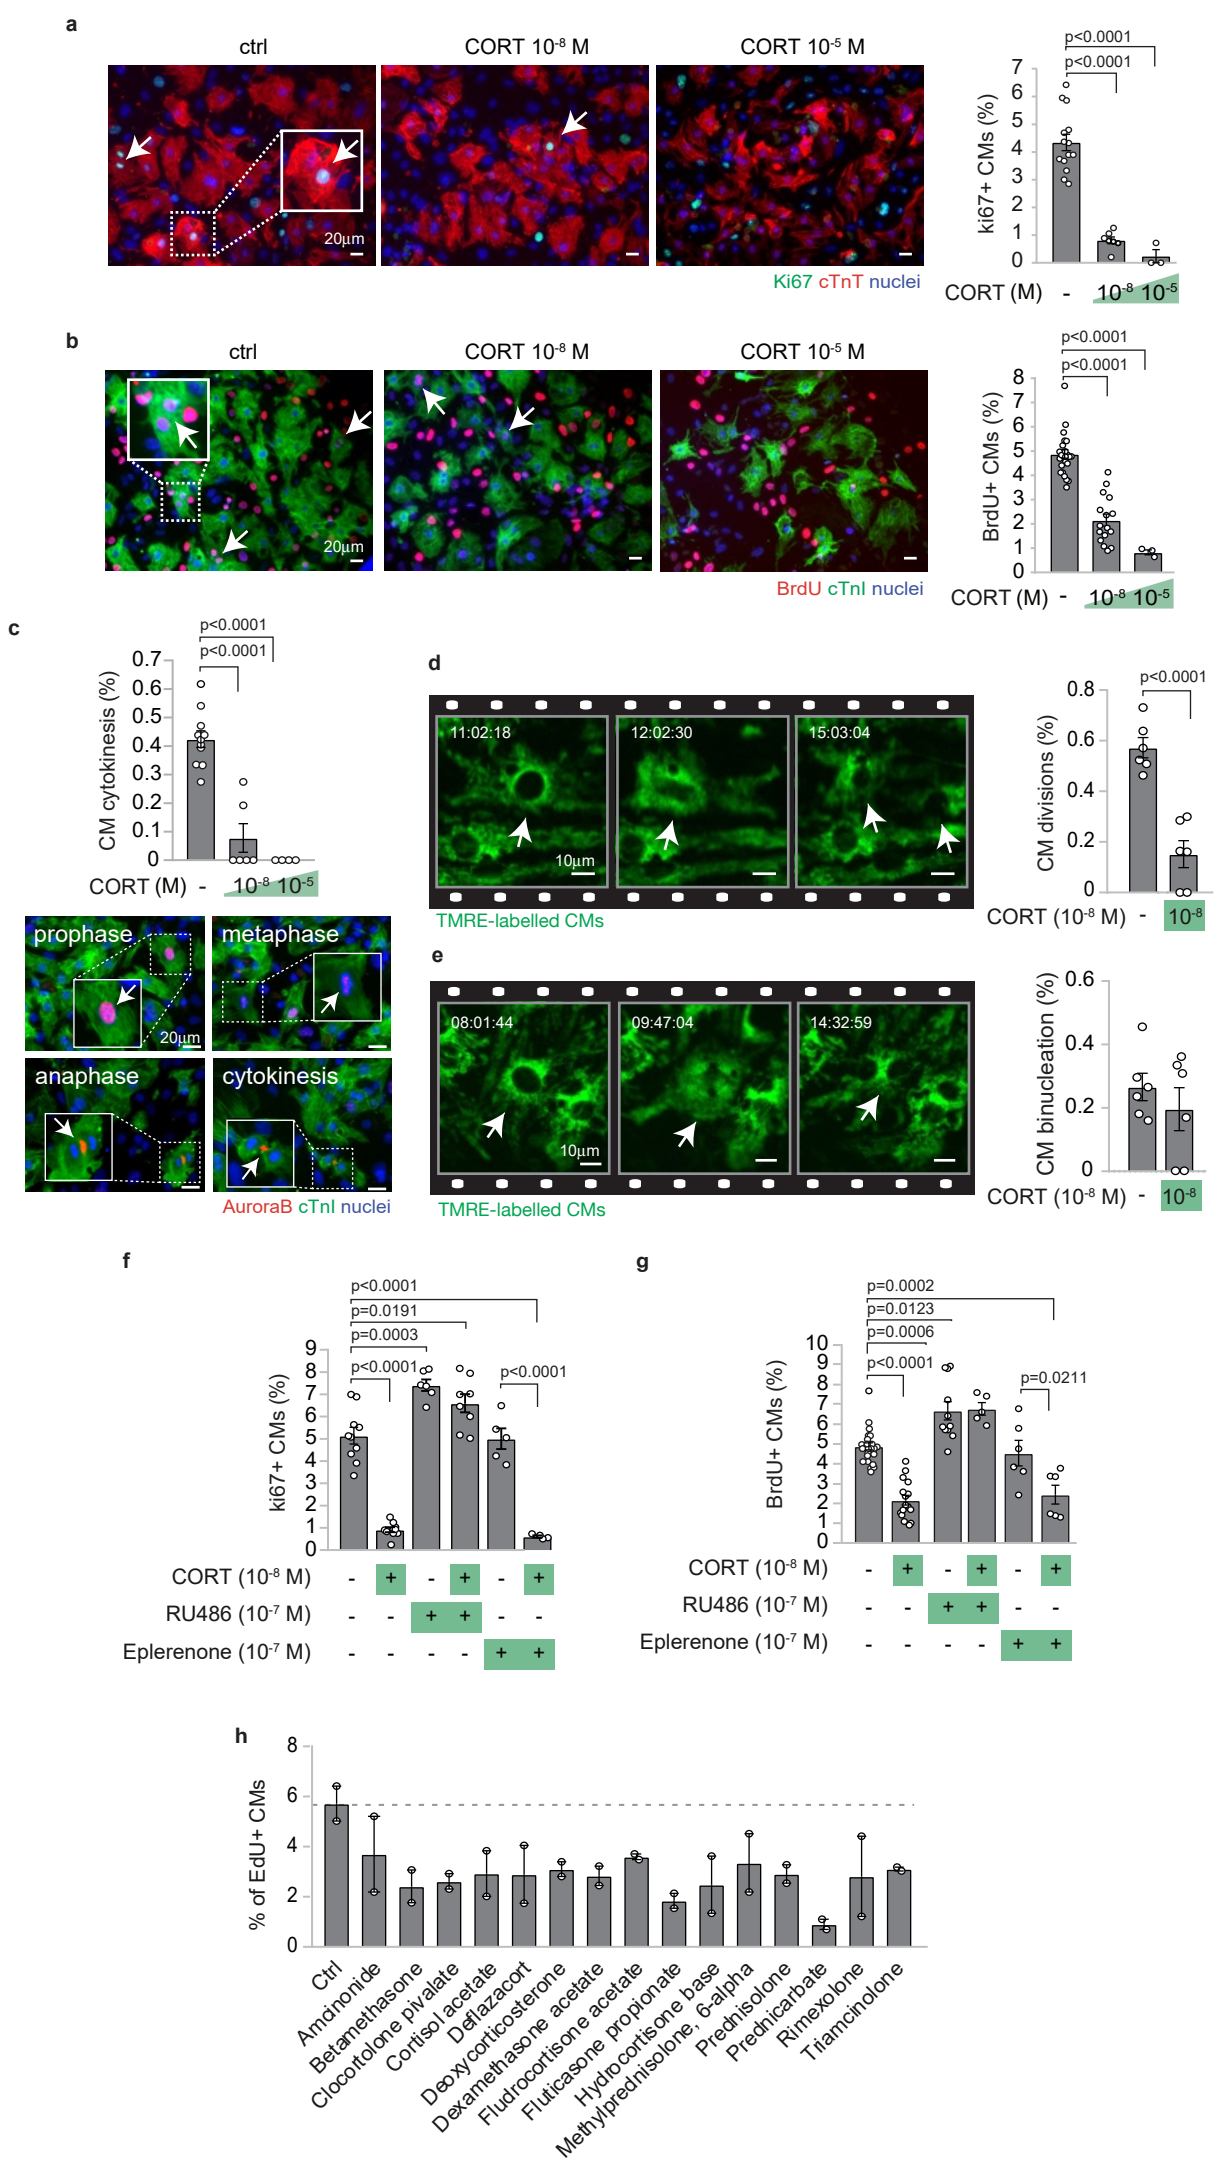 a
ctrl
CORT 10-8 M
CORT 10-5 M
20µm
Ki67 cTnT nuclei
p<0.0001
p<0.0001
ki67+ CMs (%)
7
6
5
4
3
2
1
0
CORT (M) - 10-8 10-5
b
ctrl
CORT 10-8 M
CORT 10-5 M
20µm
BrdU cTnI nuclei
p<0.0001
p<0.0001
BrdU+ CMs (%)
8
7
6
5
4
3
2
1
0
CORT (M) - 10-8 10-5
c
p<0.0001
p<0.0001
CM cytokinesis (%)
0.7
0.6
0.5
0.4
0.3
0.2
0.1
0
CORT (M) - 10-8 10-5
prophase
20µm
metaphase
anaphase
cytokinesis
AuroraB cTnI nuclei
d
11:02:18
12:02:30
15:03:04
10µm
TMRE-labelled CMs
p<0.0001
CM divisions (%)
0.8
0.6
0.4
0.2
0
CORT (10-8 M) - 10-8
e
08:01:44
09:47:04
14:32:59
10µm
TMRE-labelled CMs
CM binucleation (%)
0.6
0.4
0.2
0
CORT (10-8 M) - 10-8
f
p<0.0001
p=0.0191
p=0.0003
p<0.0001
p<0.0001
ki67+ CMs (%)
9
8
7
6
5
4
3
2
1
0
CORT (10-8 M) - + - + - +
RU486 (10-7 M) - - + + - -
Eplerenone (10-7 M) - - - - + +
g
p=0.0002
p=0.0123
p=0.0006
p<0.0001
p=0.0211
BrdU+ CMs (%)
10
9
8
7
6
5
4
3
2
1
0
CORT (10-8 M) - + - + - +
RU486 (10-7 M) - - + + - -
Eplerenone (10-7 M) - - - - + +
h
% of EdU+ CMs
8
6
4
2
0
Ctrl
Amcinonide
Betamethasone
Clocortolone pivalate
Cortisol acetate
Deflazacort
Deoxycorticosterone
Dexamethasone acetate
Fludrocortisone acetate
Fluticasone propionate
Hydrocortisone base
Methylprednisolone, 6-alpha
Prednisolone
Prednicarbate
Rimexolone
Triamcinolone